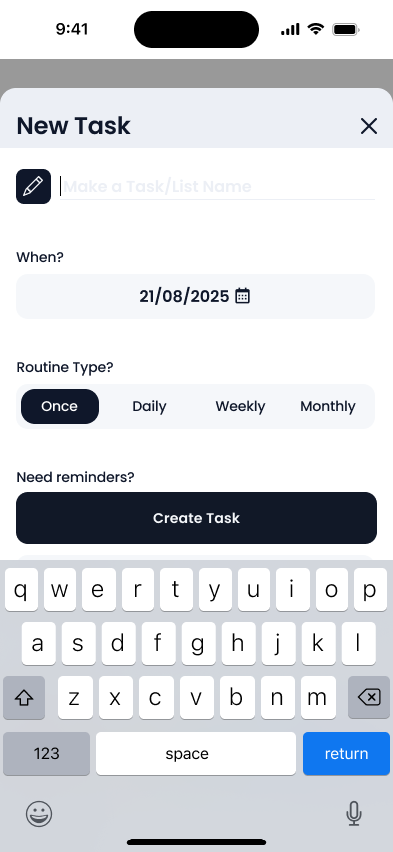 9:41
New Task
Make a Task/List Name
When?
21/08/2025
Routine Type?
Once Daily Weekly Monthly
Need reminders?
Create Task
q w e r t y u i o p
a s d f g h j k l
z x c v b n m
123 space return